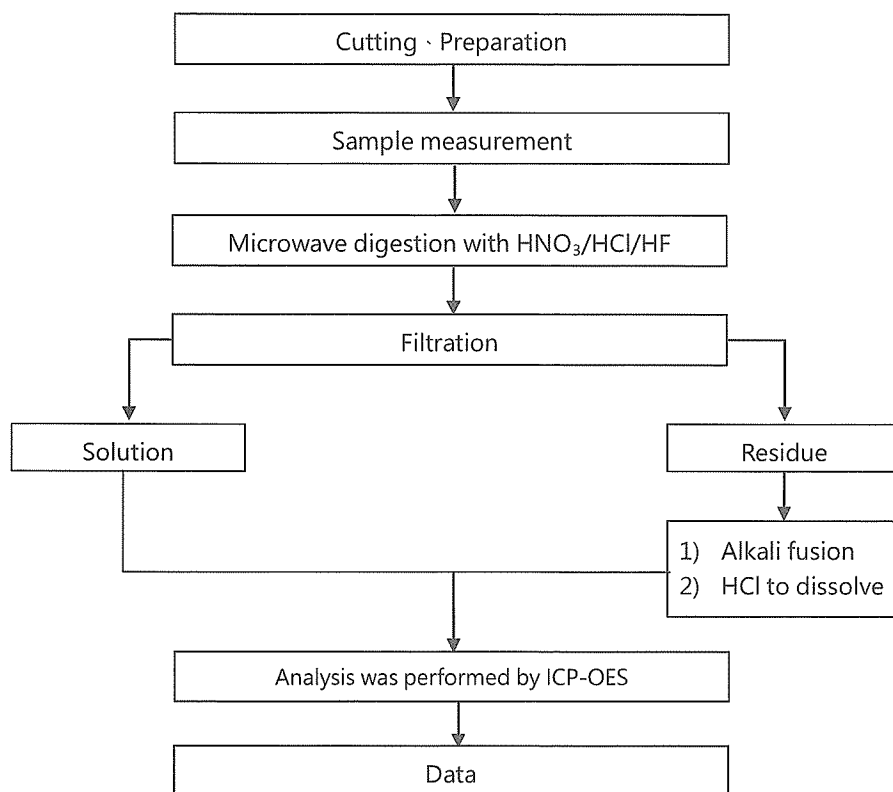 Cutting、Preparation
Sample measurement
Microwave digestion with HNO₃/HCl/HF
Filtration
Solution
Residue
1) Alkali fusion
2) HCl to dissolve
Analysis was performed by ICP-OES
Data